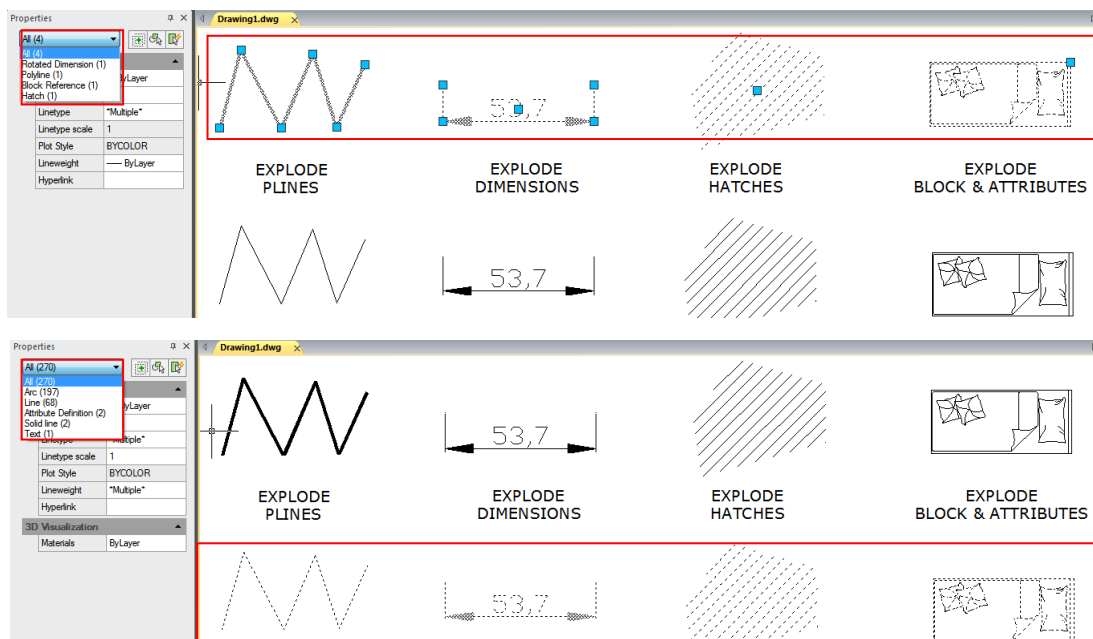 Properties
Drawing1.dwg
All (4)
All (4)
Rotated Dimension (1)
Polyline (1)
ByLayer
Block Reference (1)
Hatch (1)
Linetype *Multiple*
Linetype scale 1
Plot Style BYCOLOR
Lineweight ByLayer
Hyperlink
53,7
EXPLODE PLINES
EXPLODE DIMENSIONS
EXPLODE HATCHES
EXPLODE BLOCK & ATTRIBUTES
53,7
Properties
Drawing1.dwg
All (270)
All (270)
Arc (197)
Line (68)
ByLayer
Attribute Definition (2)
Solid line (2)
Text (1)
Linetype *Multiple*
Linetype scale 1
Plot Style BYCOLOR
Lineweight *Multiple*
Hyperlink
3D Visualization
Materials ByLayer
53,7
EXPLODE PLINES
EXPLODE DIMENSIONS
EXPLODE HATCHES
EXPLODE BLOCK & ATTRIBUTES
53,7